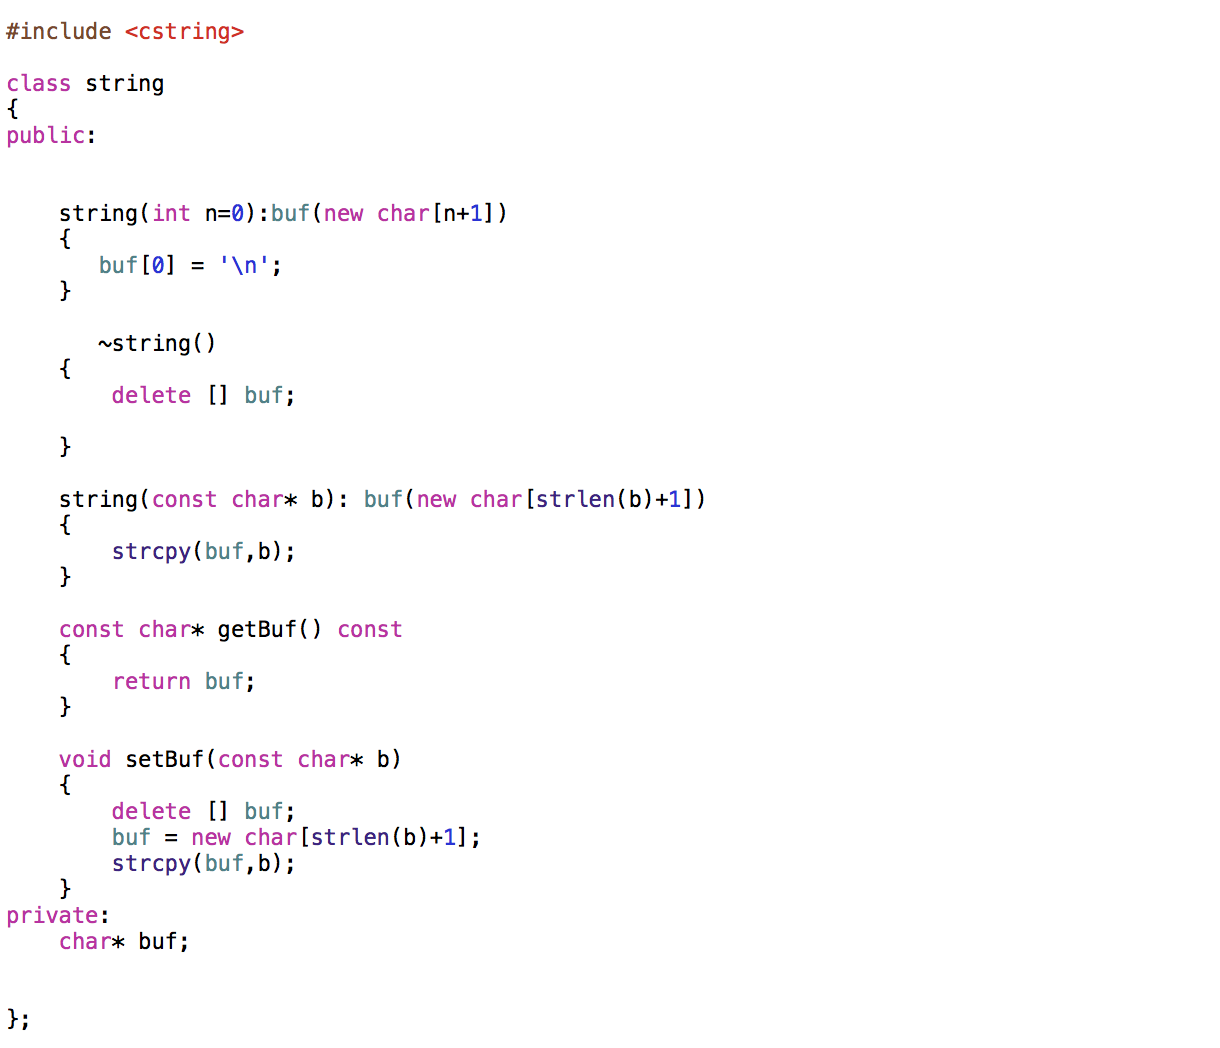 #include <cstring>
class string
{
public:
string(int n=0):buf(new char[n+1])
{
buf[0] = '\n';
}
~string()
{
delete [] buf;
}
string(const char* b): buf(new char[strlen(b)+1])
{
strcpy(buf,b);
}
const char* getBuf() const
{
return buf;
}
void setBuf(const char* b)
{
delete [] buf;
buf = new char[strlen(b)+1];
strcpy(buf,b);
}
private:
char* buf;
};